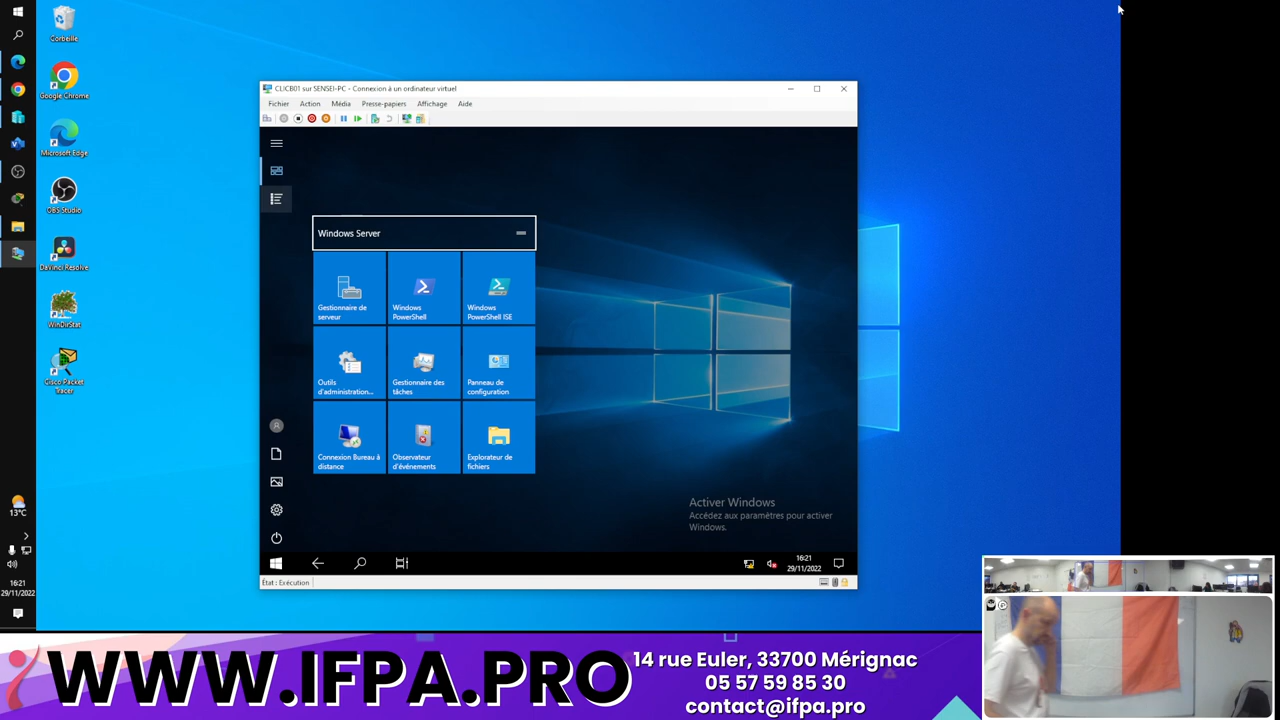 Corbeille
Google Chrome
Microsoft Edge
OBS Studio
DaVinci Resolve
WinDirStat
Cisco Packet
Tracer
13°C
16:21
29/11/2022
CLICB01 sur SENSEI-PC - Connexion à un ordinateur virtuel
Fichier Action Média Presse-papiers Affichage Aide
Windows Server
Gestionnaire de
serveur
Windows
PowerShell
Windows
PowerShell ISE
Outils
d'administration...
Gestionnaire des
tâches
Panneau de
configuration
Connexion Bureau à
distance
Observateur
d'événements
Explorateur de
fichiers
Activer Windows
Accédez aux paramètres pour activer
Windows.
16:21
29/11/2022
État : Exécution
WWW.IFPA.PRO
14 rue Euler, 33700 Mérignac
05 57 59 85 30
contact@ifpa.pro